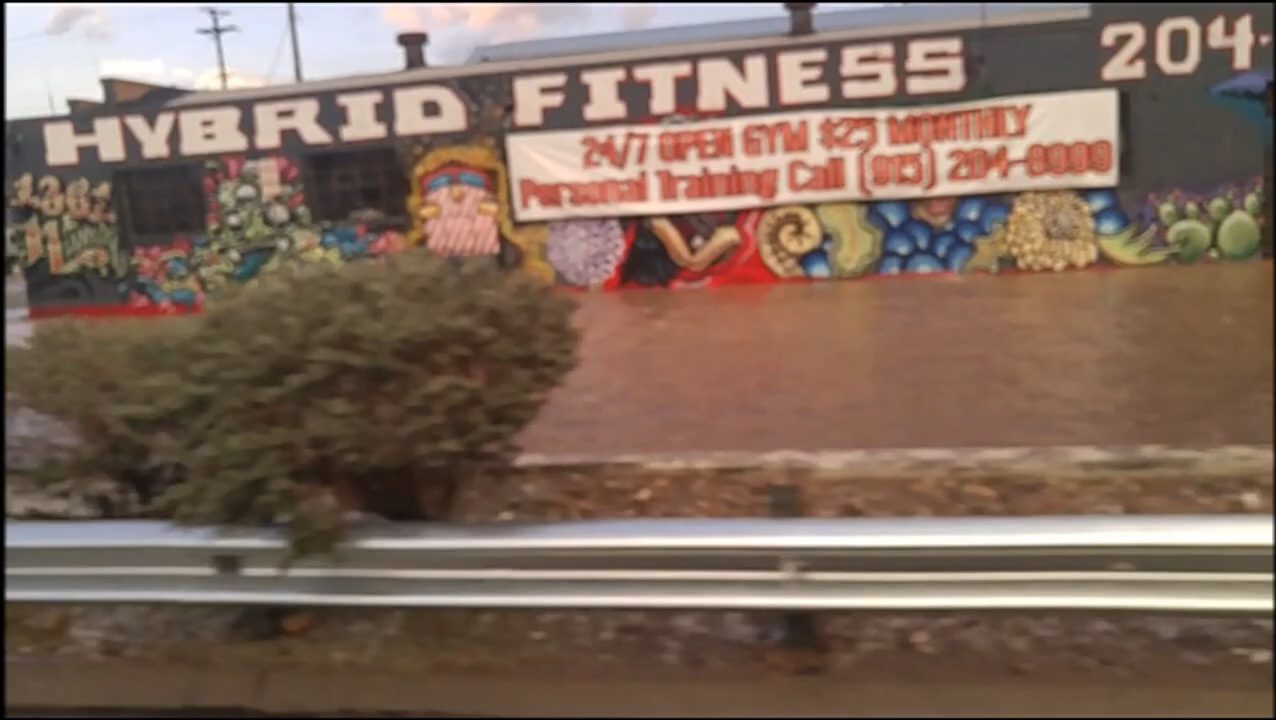 HYBRID FITNESS
204-
24/7 OPEN GYM $25 MONTHLY
Personal Training Call (915) 204-8999